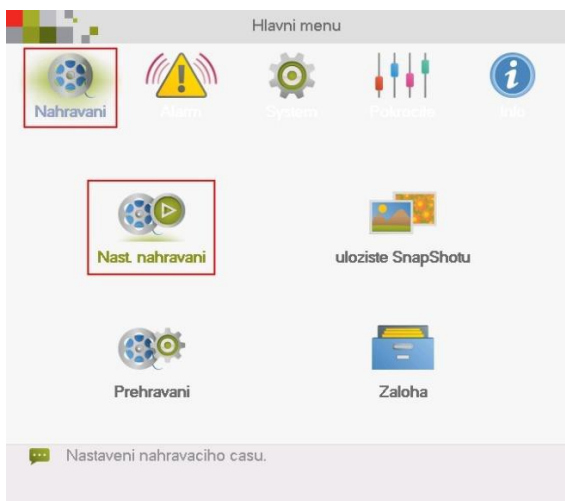 Hlavni menu
Nahravani
Alarm
System
Pokrocile
Info
Nast. nahravani
uloziste SnapShotu
Prehravani
Zaloha
Nastaveni nahravaciho casu.